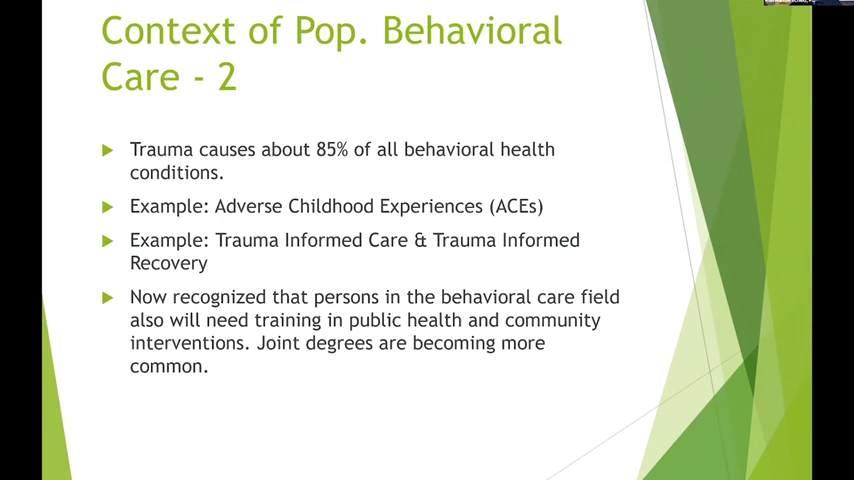 Context of Pop. Behavioral
Care - 2
Trauma causes about 85% of all behavioral health
conditions.
Example: Adverse Childhood Experiences (ACEs)
Example: Trauma Informed Care & Trauma Informed
Recovery
Now recognized that persons in the behavioral care field
also will need training in public health and community
interventions. Joint degrees are becoming more
common.